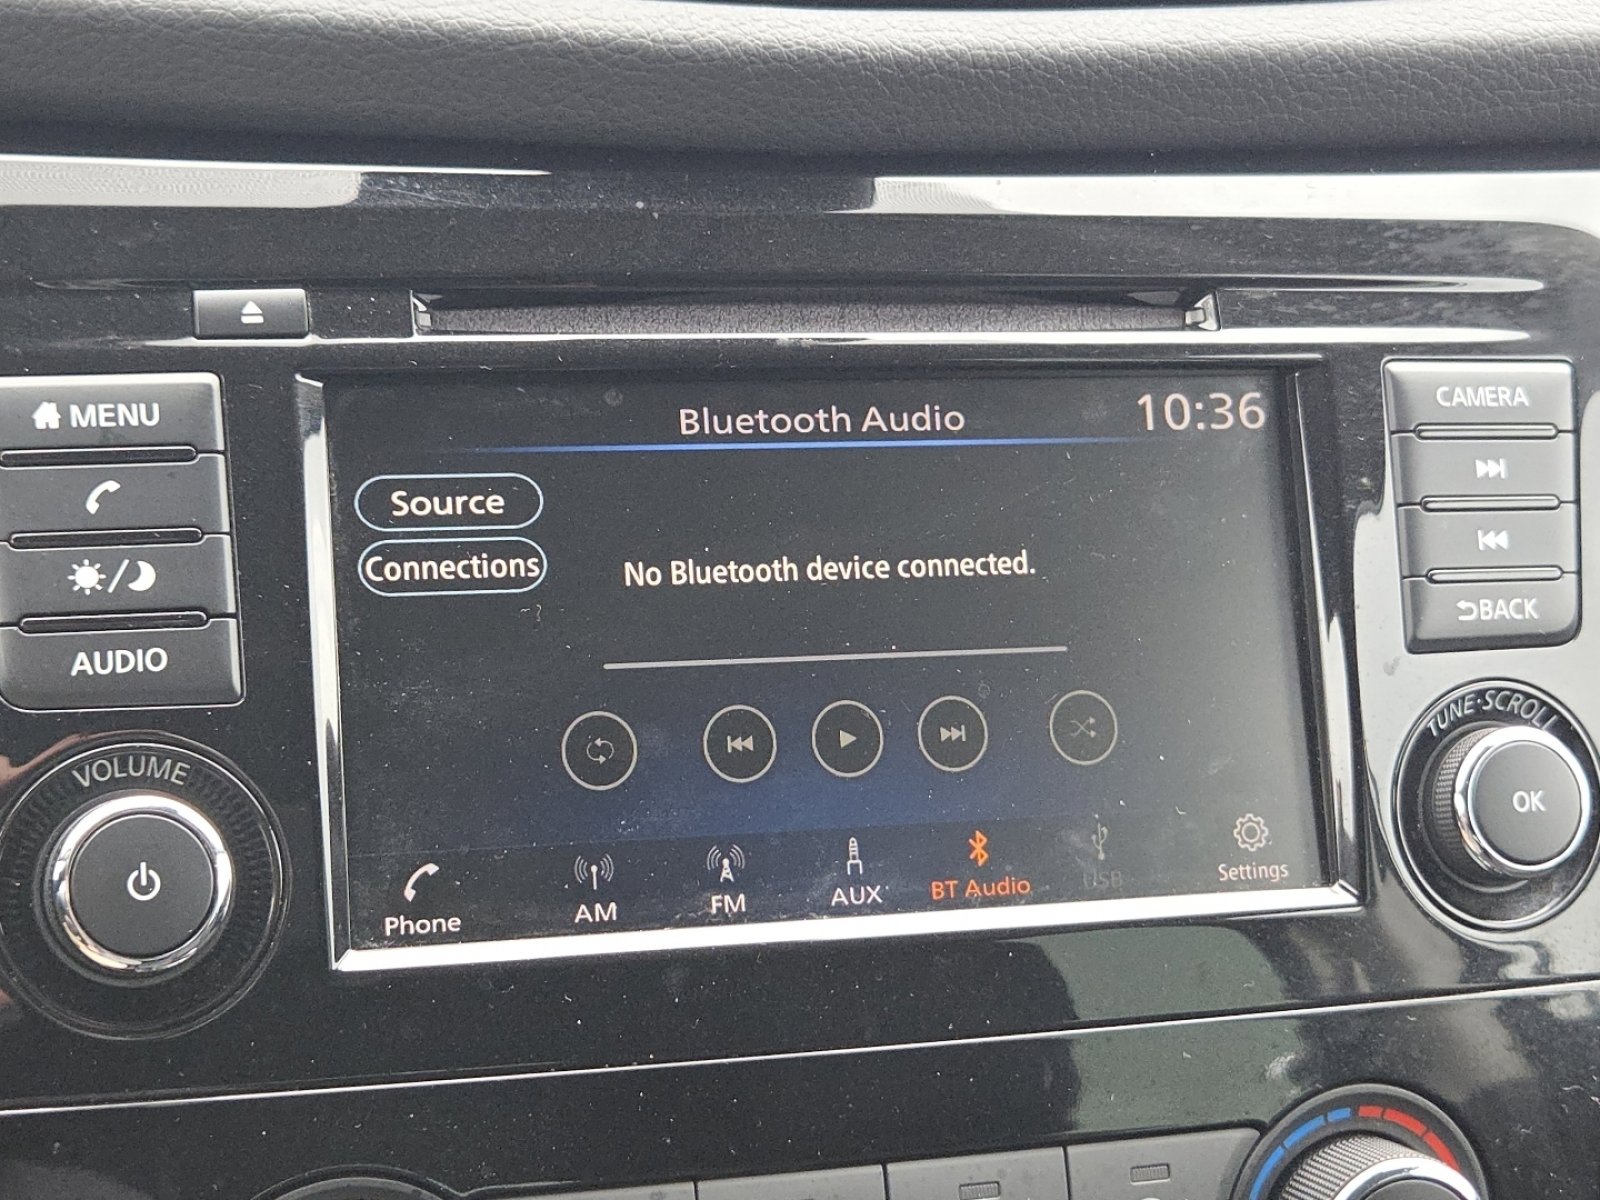 MENU
AUDIO
VOLUME
Bluetooth Audio
10:36
Source
Connections
No Bluetooth device connected.
Phone
AM
FM
AUX
BT Audio
USB
Settings
CAMERA
BACK
TUNE·SCROLL
OK